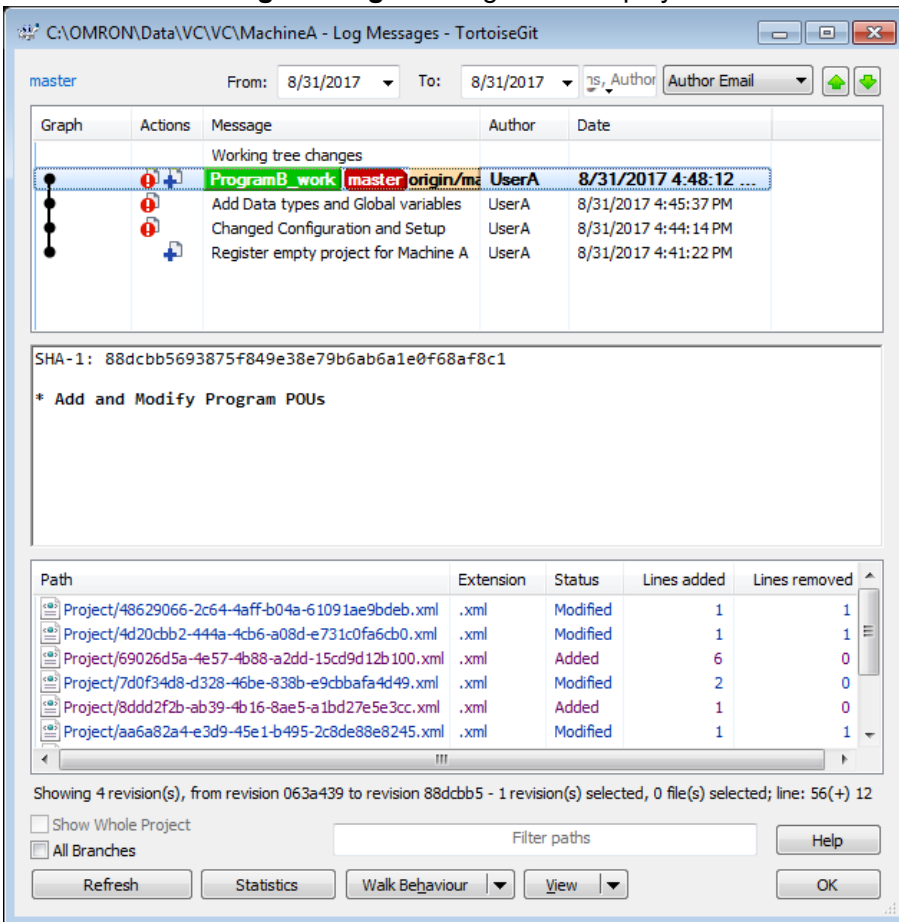 C:\OMRON\Data\VC\VC\MachineA - Log Messages - TortoiseGit
master From: 8/31/2017 To: 8/31/2017 Author Author Email
Graph Actions Message Author Date
Working tree changes
ProgramB_work master origin/ma UserA 8/31/2017 4:48:12 ...
Add Data types and Global variables UserA 8/31/2017 4:45:37 PM
Changed Configuration and Setup UserA 8/31/2017 4:44:14 PM
Register empty project for Machine A UserA 8/31/2017 4:41:22 PM
SHA-1: 88dcbb5693875f849e38e79b6ab6a1e0f68af8c1
* Add and Modify Program POUs
Path Extension Status Lines added Lines removed
Project/48629066-2c64-4aff-b04a-61091ae9bdeb.xml .xml Modified 1 1
Project/4d20cbb2-444a-4cb6-a08d-e731c0fa6cb0.xml .xml Modified 1 1
Project/69026d5a-4e57-4b88-a2dd-15cd9d12b100.xml .xml Added 6 0
Project/7d0f34d8-d328-46be-838b-e9cbbafa4d49.xml .xml Modified 2 0
Project/8ddd2f2b-ab39-4b16-8ae5-a1bd27e5e3cc.xml .xml Added 1 0
Project/aa6a82a4-e3d9-45e1-b495-2c8de88e8245.xml .xml Modified 1 1
Showing 4 revision(s), from revision 063a439 to revision 88dcbb5 - 1 revision(s) selected, 0 file(s) selected; line: 56(+) 12
Show Whole Project
Filter paths Help
All Branches
Refresh Statistics Walk Behaviour View OK